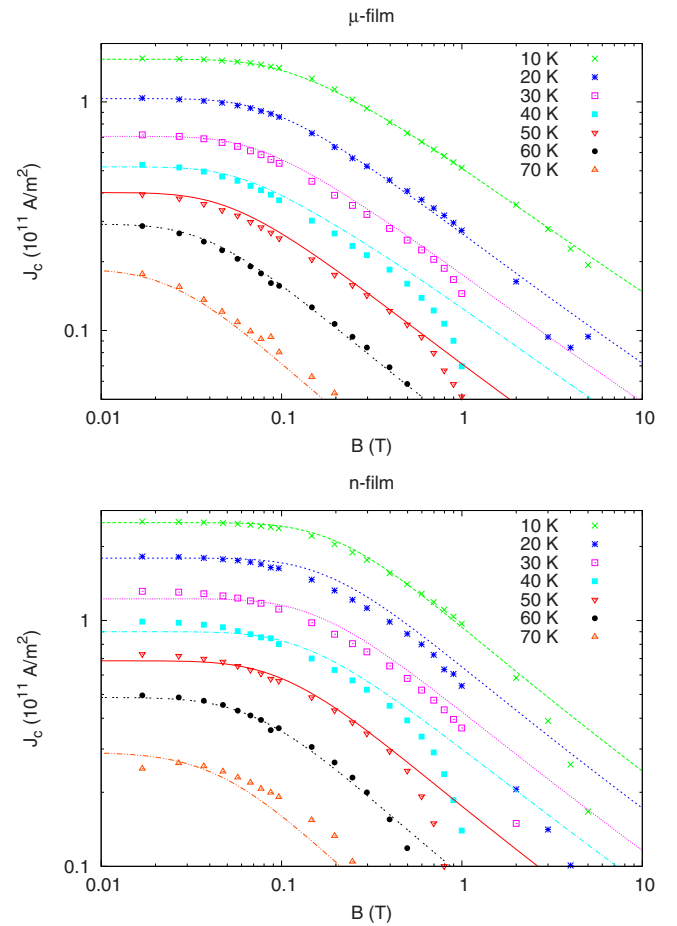 μ-film
J_c (10^11 A/m^2)
1
0.1
10 K
20 K
30 K
40 K
50 K
60 K
70 K
0.01 0.1 1 10
B (T)
n-film
J_c (10^11 A/m^2)
1
0.1
10 K
20 K
30 K
40 K
50 K
60 K
70 K
0.01 0.1 1 10
B (T)